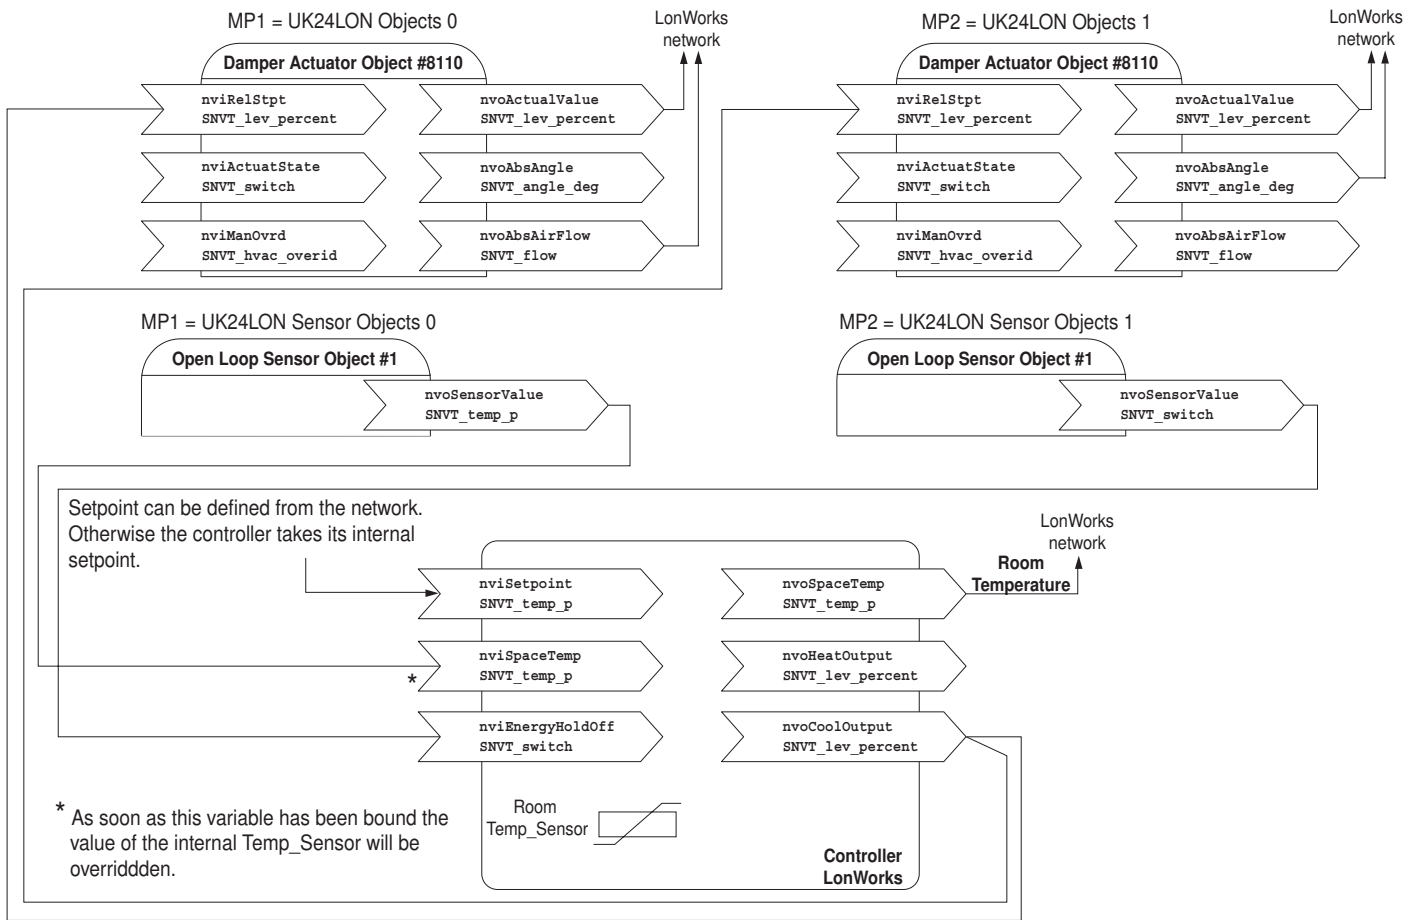 MP1 = UK24LON Objects 0
LonWorks
network
Damper Actuator Object #8110
nviRelStpt
SNVT_lev_percent
nvoActualValue
SNVT_lev_percent
nviActuatState
SNVT_switch
nvoAbsAngle
SNVT_angle_deg
nviManOvrd
SNVT_hvac_overid
nvoAbsAirFlow
SNVT_flow
MP2 = UK24LON Objects 1
LonWorks
network
Damper Actuator Object #8110
nviRelStpt
SNVT_lev_percent
nvoActualValue
SNVT_lev_percent
nviActuatState
SNVT_switch
nvoAbsAngle
SNVT_angle_deg
nviManOvrd
SNVT_hvac_overid
nvoAbsAirFlow
SNVT_flow
MP1 = UK24LON Sensor Objects 0
Open Loop Sensor Object #1
nvoSensorValue
SNVT_temp_p
MP2 = UK24LON Sensor Objects 1
Open Loop Sensor Object #1
nvoSensorValue
SNVT_switch
Setpoint can be defined from the network.
Otherwise the controller takes its internal
setpoint.
LonWorks
network
Room
Temperature
nviSetpoint
SNVT_temp_p
nvoSpaceTemp
SNVT_temp_p
nviSpaceTemp
SNVT_temp_p
*
nvoHeatOutput
SNVT_lev_percent
nviEnergyHoldOff
SNVT_switch
nvoCoolOutput
SNVT_lev_percent
Room
Temp_Sensor
Controller
LonWorks
* As soon as this variable has been bound the
value of the internal Temp_Sensor will be
overridddden.